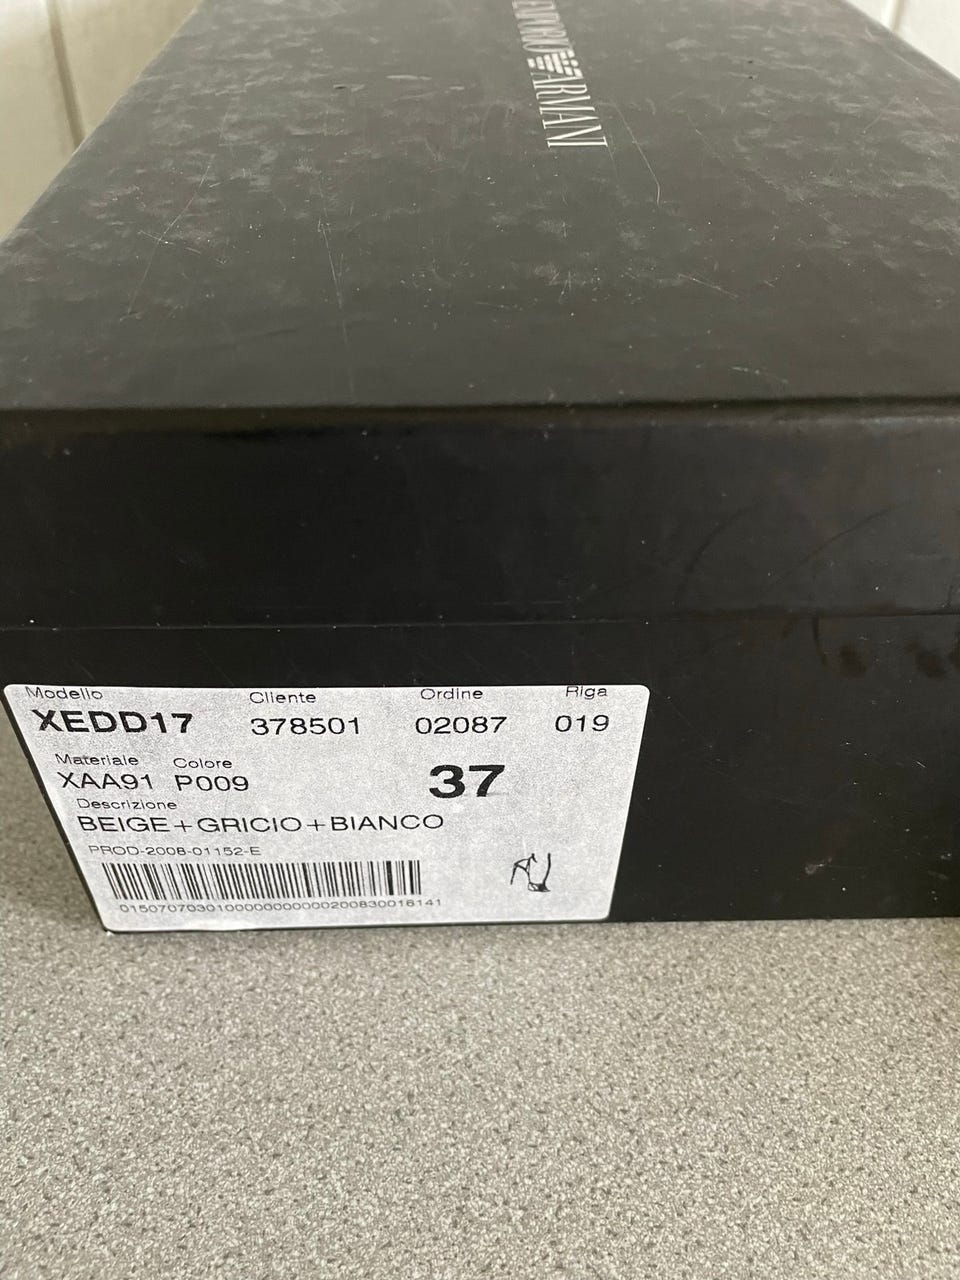 EMPORIO ARMANI
Modello Cliente Ordine Riga
XEDD17 378501 02087 019
Materiale Colore
XAA91 P009 37
Descrizione
BEIGE+GRICIO+BIANCO
PROD-2008-01152-E
0150707030100000000000200830016141